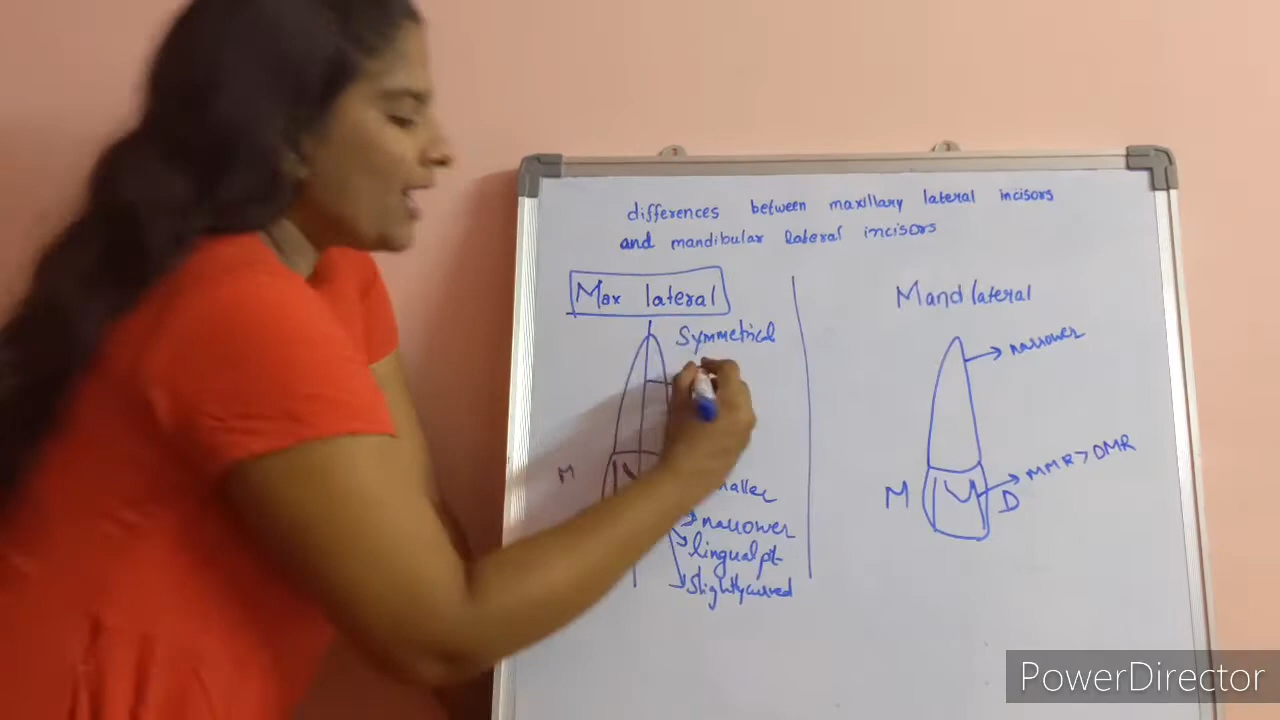 differences between maxillary lateral incisors
and mandibular lateral incisors
Max lateral
Symmetrical
M
narrower
lingual pt
Slightly curved
Mand lateral
narrower
MMR > DMR
M
D
PowerDirector